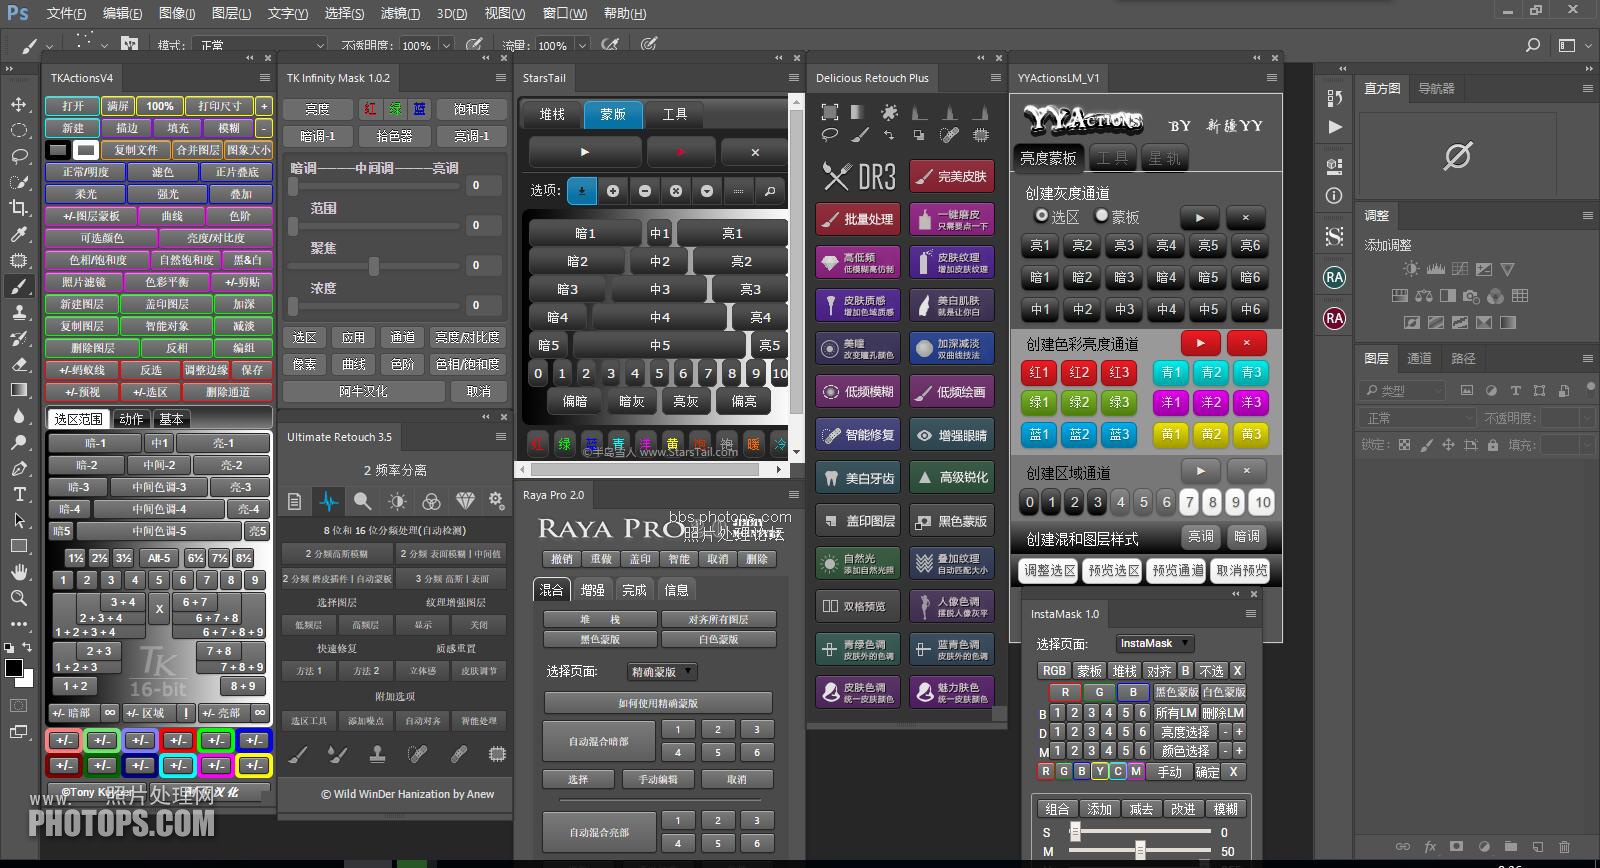 Ps 文件(F) 编辑(E) 图像(I) 图层(L) 文字(Y) 选择(S) 滤镜(T) 3D(D) 视图(V) 窗口(W) 帮助(H)
模式: 正常 不透明度: 100% 流量: 100%
TKActionsV4
打开 满屏 100% 打印尺寸 +
新建 描边 填充 模糊 -
复制文件 合并图层 图象大小
正常/明度 滤色 正片叠底
柔光 强光 叠加
+/-图层蒙板 曲线 色阶
可选颜色 亮度/对比度
色相/饱和度 自然饱和度 黑&白
照片滤镜 色彩平衡 +/-剪贴
新建图层 盖印图层 加深
复制图层 智能对象 减淡
删除图层 反相 编组
+/-蚂蚁线 反选 调整边缘 保存
+/-预视 +/-选区 删除通道
选区范围 动作 基本
暗-1 中1 亮-1
暗-2 中间-2 亮-2
暗-3 中间色调-3 亮-3
暗-4 中间色调-4 亮-4
暗5 中间色调-5 亮5
1½ 2½ 3½ Alt-5 6½ 7½ 8½
1 2 3 4 5 6 7 8 9
3 + 4 X 6 + 7
2 + 3 + 4 6 + 7 + 8
1 + 2 + 3 + 4 6 + 7 + 8 + 9
2 + 3 7 + 8
1 + 2 + 3 7 + 8 + 9
1 + 2 TK 16-bit 8 + 9
+/- 暗部 ∞ +/- 区域 ! +/- 亮部 ∞
+/- +/- +/- +/- +/- +/-
+/- +/- +/- +/- +/- +/-
www. 照片处理网
PHOTOPS.COM
TK Infinity Mask 1.0.2
亮度 红 绿 蓝 饱和度
暗调-1 拾色器 亮调-1
暗调————中间调————亮调
0
范围
0
聚焦
0
浓度
0
选区 应用 通道 亮度/对比度
像素 曲线 色阶 色相/饱和度
阿牛汉化 取消
Ultimate Retouch 3.5
2 频率分离
8 位和 16 位分频处理(自动检测)
2 分频高斯模糊 2 分频 表面模糊 | 中间值
2 分频 磨皮插件 | 自动蒙板 3 分频 高斯 | 表面
选择图层 纹理增强图层
低频层 高频层 显示 关闭
快速修复 质感重置
方法 1 方法 2 立体感 皮肤调节
附加选项
选区工具 添加噪点 自动对齐 智能处理
© Wild WinDer Hanization by Anew
StarsTail
堆栈 蒙版 工具
选项:
暗1 中1 亮1
暗2 中2 亮2
暗3 中3 亮3
暗4 中4 亮4
暗5 中5 亮5
0 1 2 3 4 5 6 7 8 9 10
偏暗 暗灰 亮灰 偏亮
红 绿 蓝 青 洋 黄 暖 冷
©半岛雪人 www.StarsTail.com
Raya Pro 2.0
RAYA PRO
bbs.photops.com
照片处理论坛
撤销 重做 盖印 智能 取消 删除
混合 增强 完成 信息
堆 栈 对齐所有图层
黑色蒙版 白色蒙版
选择页面: 精确蒙版
如何使用精确蒙版
自动混合暗部 1 2 3
4 5 6
选择 手动编辑 取消
自动混合亮部 1 2 3
4 5 6
Delicious Retouch Plus
DR3 完美皮肤
批量处理 一键磨皮 只需要点一下
高低频 低模糊高仿制 皮肤纹理 增加皮肤纹理
皮肤质感 增加色域质感 美白肌肤 就是让你白
美瞳 改变瞳孔颜色 加深减淡 双曲线技法
低频模糊 低频绘画
智能修复 增强眼睛
美白牙齿 高级锐化
盖印图层 黑色蒙版
自然光 添加自然光照 叠加纹理 自动匹配大小
双格预览 人像色调 摆脱人像灰平
青绿色调 皮肤外的色调 蓝青色调 皮肤外的色调
皮肤色调 统一皮肤颜色 魅力肤色 统一皮肤颜色
YYActionsLM_V1
YYACTIONS BY 新疆YY
亮度蒙板 工具 星轨
创建灰度通道
选区 蒙板
亮1 亮2 亮3 亮4 亮5 亮6
暗1 暗2 暗3 暗4 暗5 暗6
中1 中2 中3 中4 中5 中6
创建色彩亮度通道
红1 红2 红3 青1 青2 青3
绿1 绿2 绿3 洋1 洋2 洋3
蓝1 蓝2 蓝3 黄1 黄2 黄3
创建区域通道
0 1 2 3 4 5 6 7 8 9 10
创建混和图层样式 亮调 暗调
调整选区 预览选区 预览通道 取消预览
InstaMask 1.0
选择页面: InstaMask
RGB 蒙板 堆栈 对齐 B 不选 X
R G B 黑色蒙版 白色蒙版
B 1 2 3 4 5 6 所有LM 删除LM
D 1 2 3 4 5 6 亮度选择 - +
M 1 2 3 4 5 6 颜色选择 - +
R G B Y C M 手动 确定 X
组合 添加 减去 改进 模糊
S 0
M 50
RA
RA
直方图 导航器
调整
添加调整
图层 通道 路径
类型
正常 不透明度:
锁定: 填充: